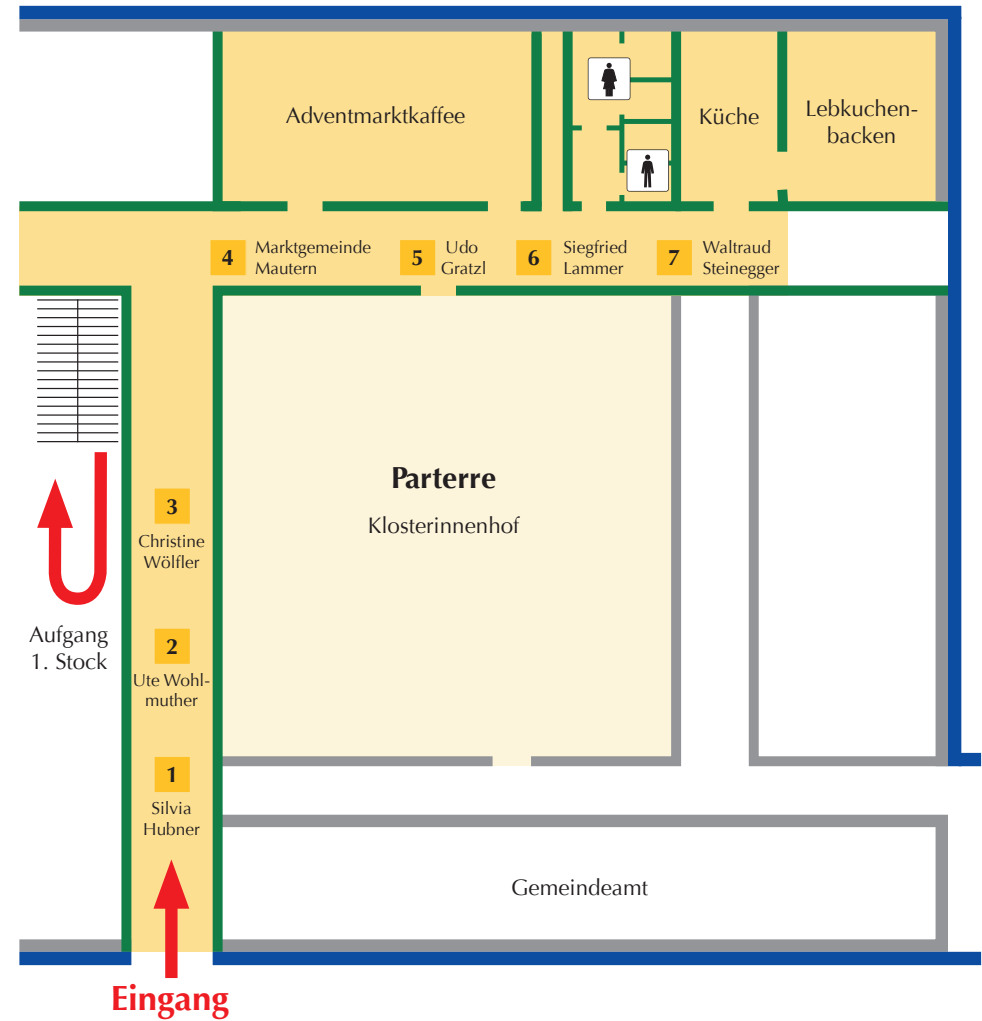 Adventmarktkaffee
Küche
Lebkuchen-
backen
4
Marktgemeinde
Mautern
5
Udo
Gratzl
6
Siegfried
Lammer
7
Waltraud
Steinegger
Parterre
Klosterinnenhof
3
Christine
Wölfler
Aufgang
1. Stock
2
Ute Wohl-
muther
1
Silvia
Hubner
Gemeindeamt
Eingang